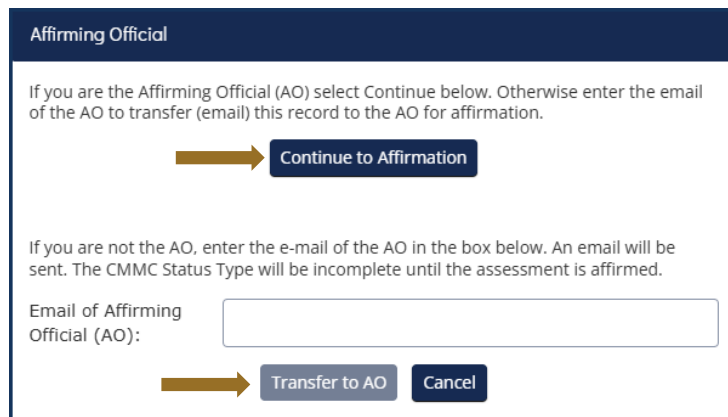 Affirming Official
If you are the Affirming Official (AO) select Continue below. Otherwise enter the email
of the AO to transfer (email) this record to the AO for affirmation.
Continue to Affirmation
If you are not the AO, enter the e-mail of the AO in the box below. An email will be
sent. The CMMC Status Type will be incomplete until the assessment is affirmed.
Email of Affirming
Official (AO):
Transfer to AO Cancel